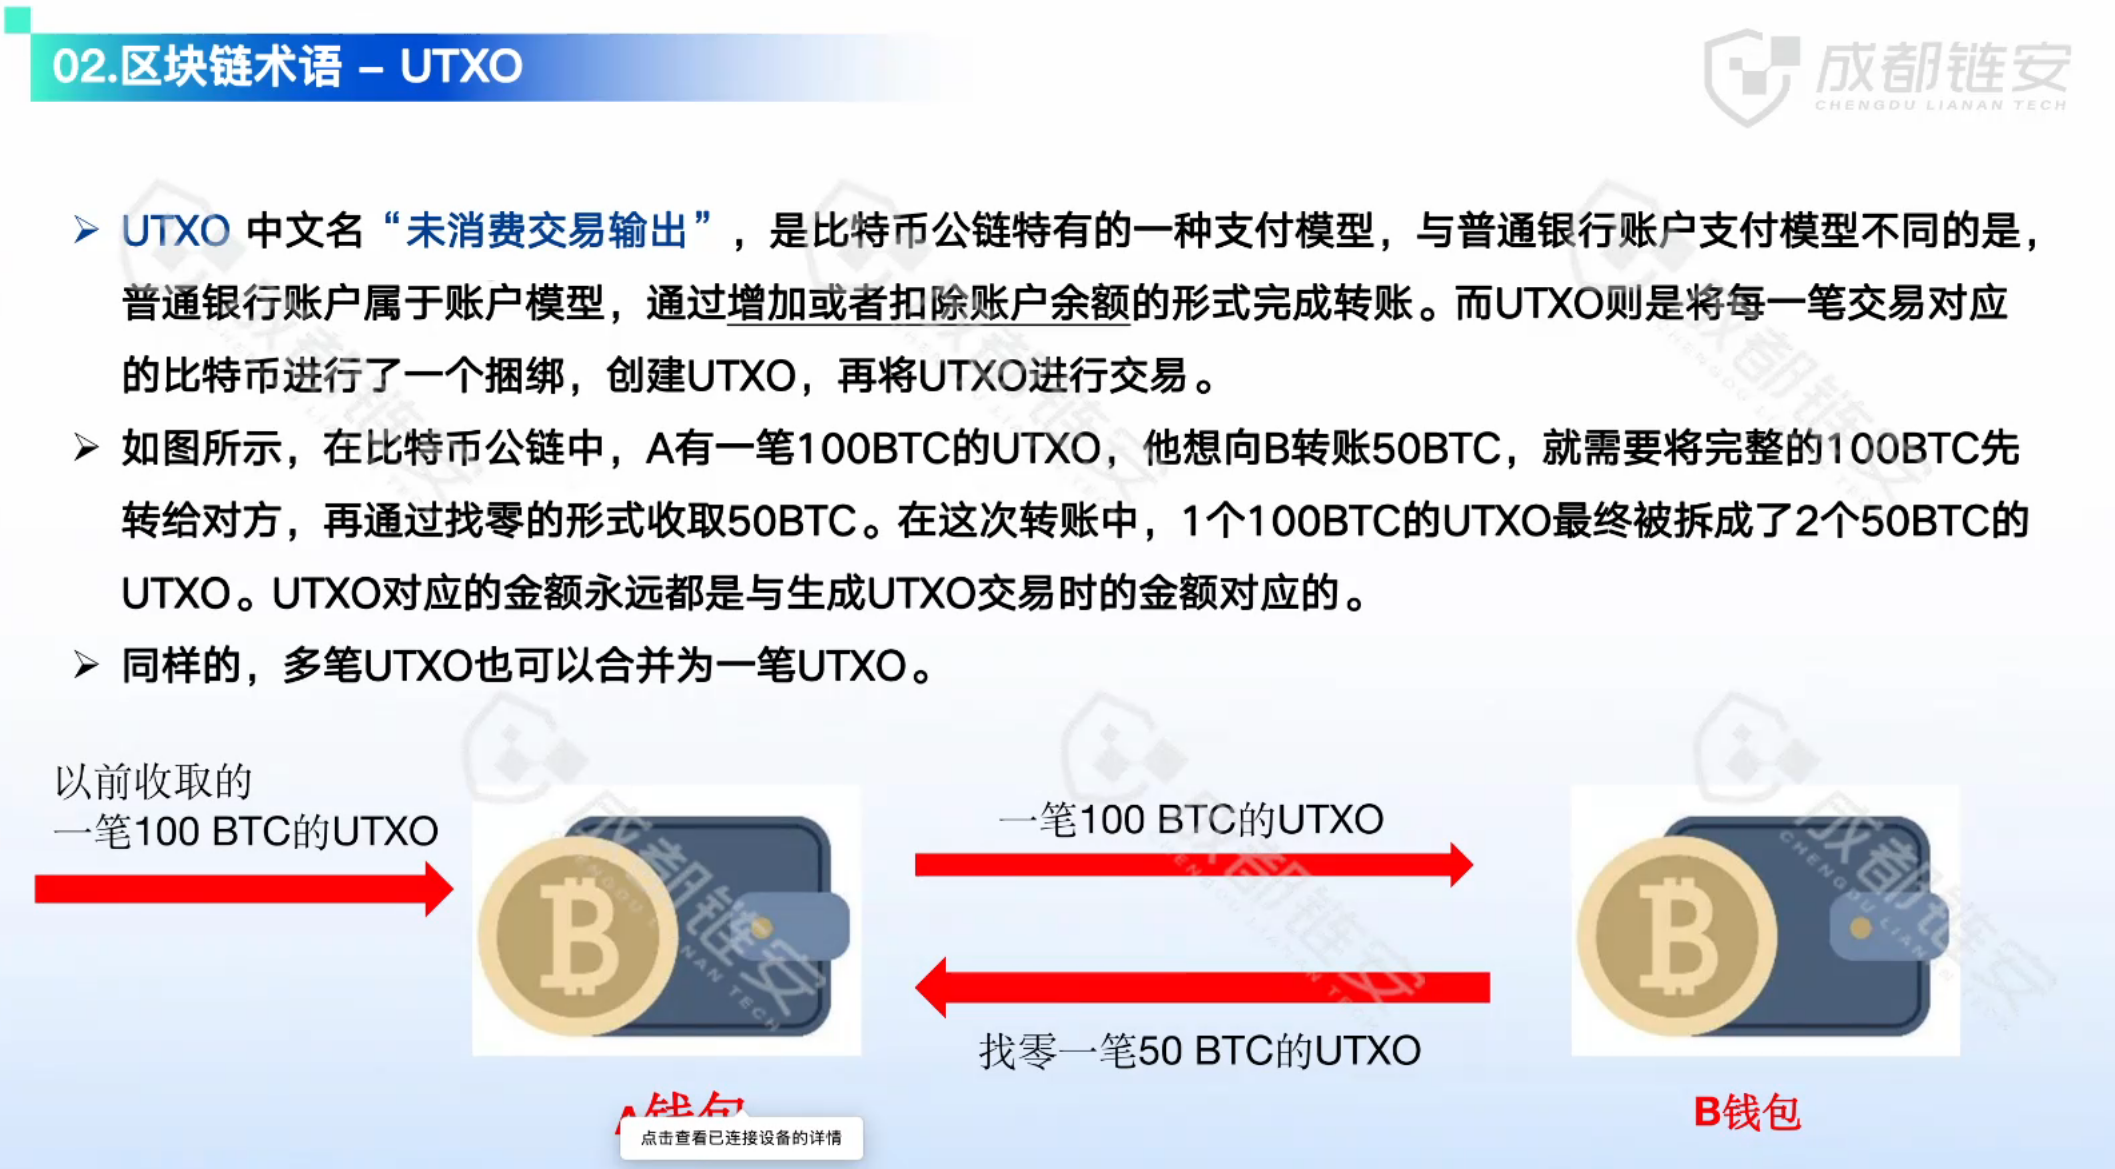 02.区块链术语 – UTXO
成都链安
CHENGDU LIANAN TECH
➢ UTXO 中文名“未消费交易输出”，是比特币公链特有的一种支付模型，与普通银行账户支付模型不同的是，
普通银行账户属于账户模型，通过增加或者扣除账户余额的形式完成转账。而UTXO则是将每一笔交易对应
的比特币进行了一个捆绑，创建UTXO，再将UTXO进行交易。
➢ 如图所示，在比特币公链中，A有一笔100BTC的UTXO，他想向B转账50BTC，就需要将完整的100BTC先
转给对方，再通过找零的形式收取50BTC。在这次转账中，1个100BTC的UTXO最终被拆成了2个50BTC的
UTXO。UTXO对应的金额永远都是与生成UTXO交易时的金额对应的。
➢ 同样的，多笔UTXO也可以合并为一笔UTXO。
以前收取的
一笔100 BTC的UTXO
一笔100 BTC的UTXO
找零一笔50 BTC的UTXO
A钱包
B钱包
点击查看已连接设备的详情